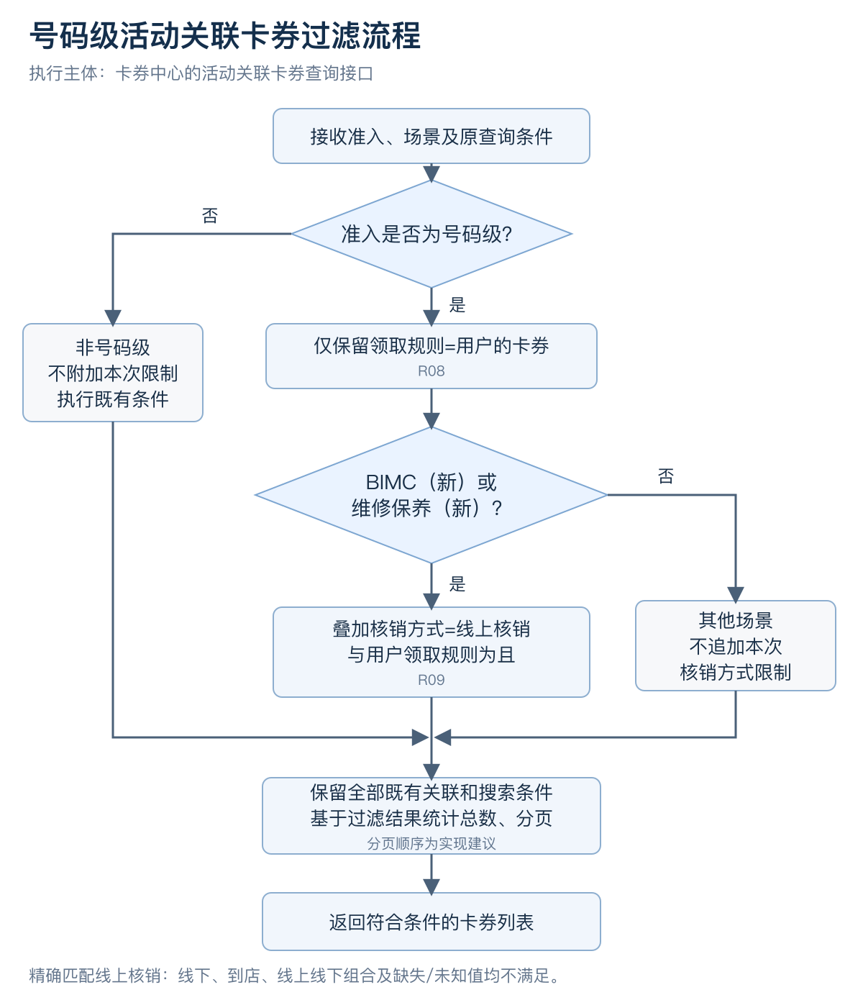 号码级活动关联卡券过滤流程
执行主体：卡券中心的活动关联卡券查询接口
接收准入、场景及原查询条件
准入是否为号码级?
否
是
非号码级
不附加本次限制
执行既有条件
仅保留领取规则=用户的卡券
R08
BIMC（新）或
维修保养（新）?
否
是
叠加核销方式=线上核销
与用户领取规则为且
R09
其他场景
不追加本次
核销方式限制
保留全部既有关联和搜索条件
基于过滤结果统计总数、分页
分页顺序为实现建议
返回符合条件的卡券列表
精确匹配线上核销：线下、到店、线上线下组合及缺失/未知值均不满足。